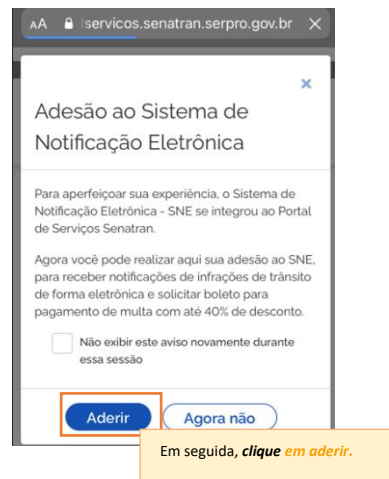 AA lservicos.senatran.serpro.gov.br ×
×
Adesão ao Sistema de
Notificação Eletrônica
Para aperfeiçoar sua experiência, o Sistema de
Notificação Eletrônica - SNE se integrou ao Portal
de Serviços Senatran.
Agora você pode realizar aqui sua adesão ao SNE,
para receber notificações de infrações de trânsito
de forma eletrônica e solicitar boleto para
pagamento de multa com até 40% de desconto.
Não exibir este aviso novamente durante
essa sessão
Aderir Agora não
Em seguida, clique em aderir.